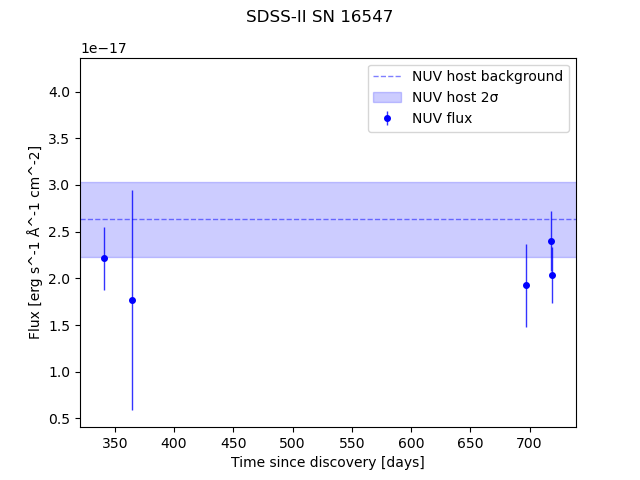 SDSS-II SN 16547
1e−17
NUV host background
NUV host 2σ
NUV flux
4.0
3.5
3.0
2.5
2.0
1.5
1.0
0.5
Flux [erg s^-1 Å^-1 cm^-2]
350 400 450 500 550 600 650 700
Time since discovery [days]